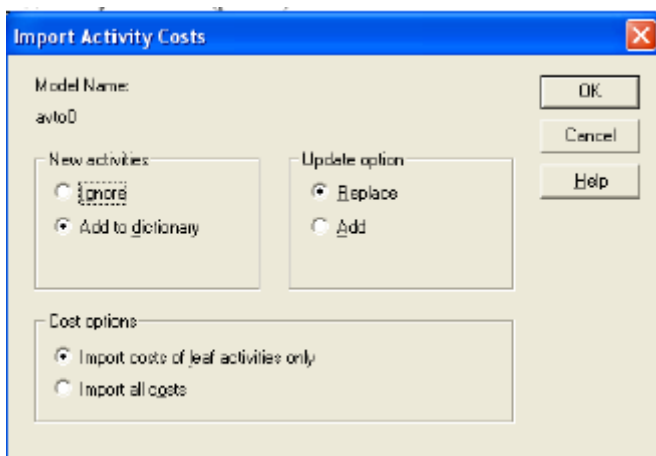 Import Activity Costs
Model Name:
avto0
OK
Cancel
Help
New activities
Ignore
Add to dictionary
Update option
Replace
Add
Cost options
Import costs of leaf activities only
Import all costs